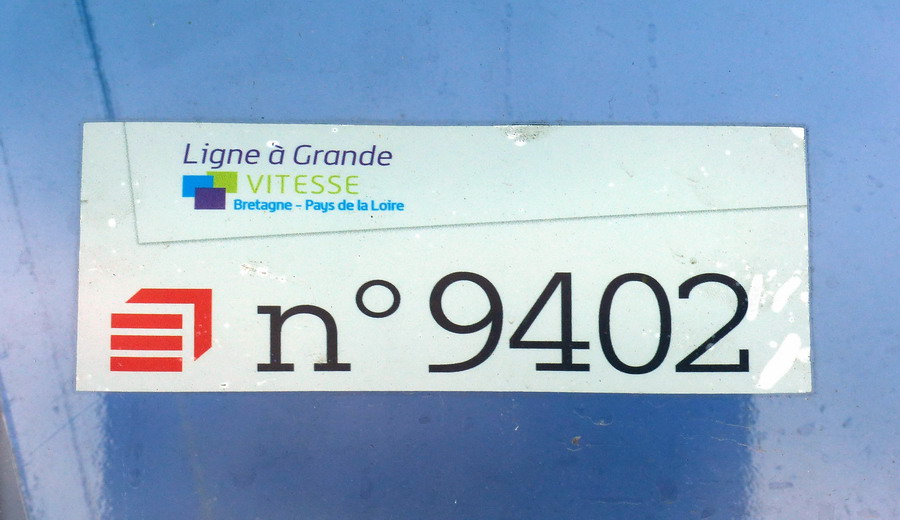 Ligne à Grande
VITESSE
Bretagne - Pays de la Loire
n° 9402